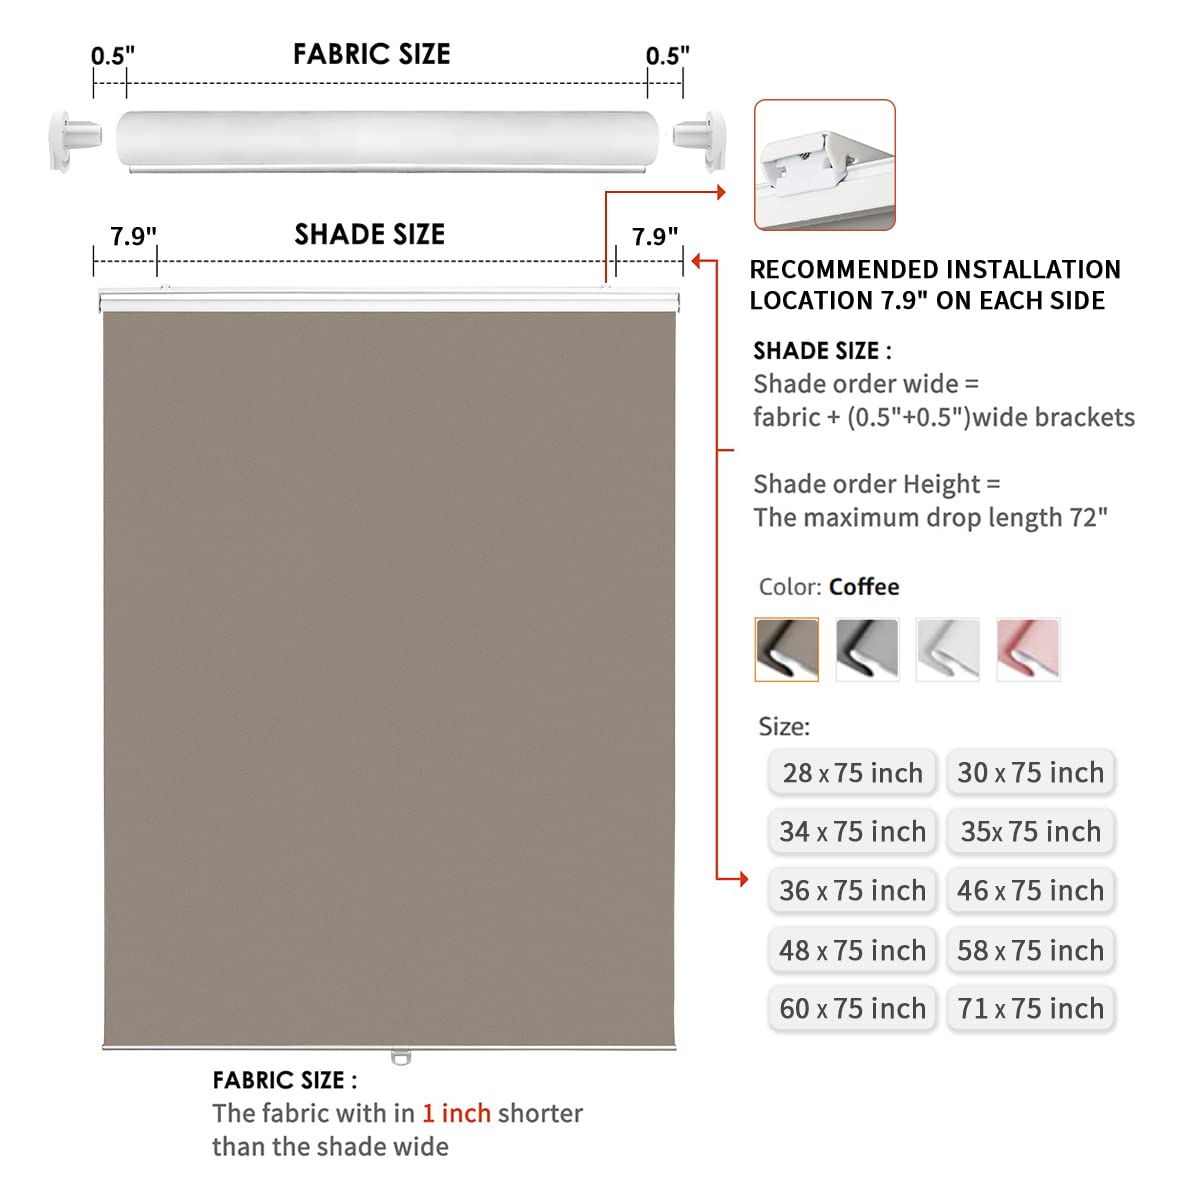 0.5" FABRIC SIZE 0.5"
7.9" SHADE SIZE 7.9"
RECOMMENDED INSTALLATION
LOCATION 7.9" ON EACH SIDE
SHADE SIZE :
Shade order wide =
fabric + (0.5"+0.5")wide brackets
Shade order Height =
The maximum drop length 72"
Color: Coffee
Size:
28 x 75 inch 30 x 75 inch
34 x 75 inch 35x 75 inch
36 x 75 inch 46 x 75 inch
48 x 75 inch 58 x 75 inch
60 x 75 inch 71 x 75 inch
FABRIC SIZE :
The fabric with in 1 inch shorter
than the shade wide